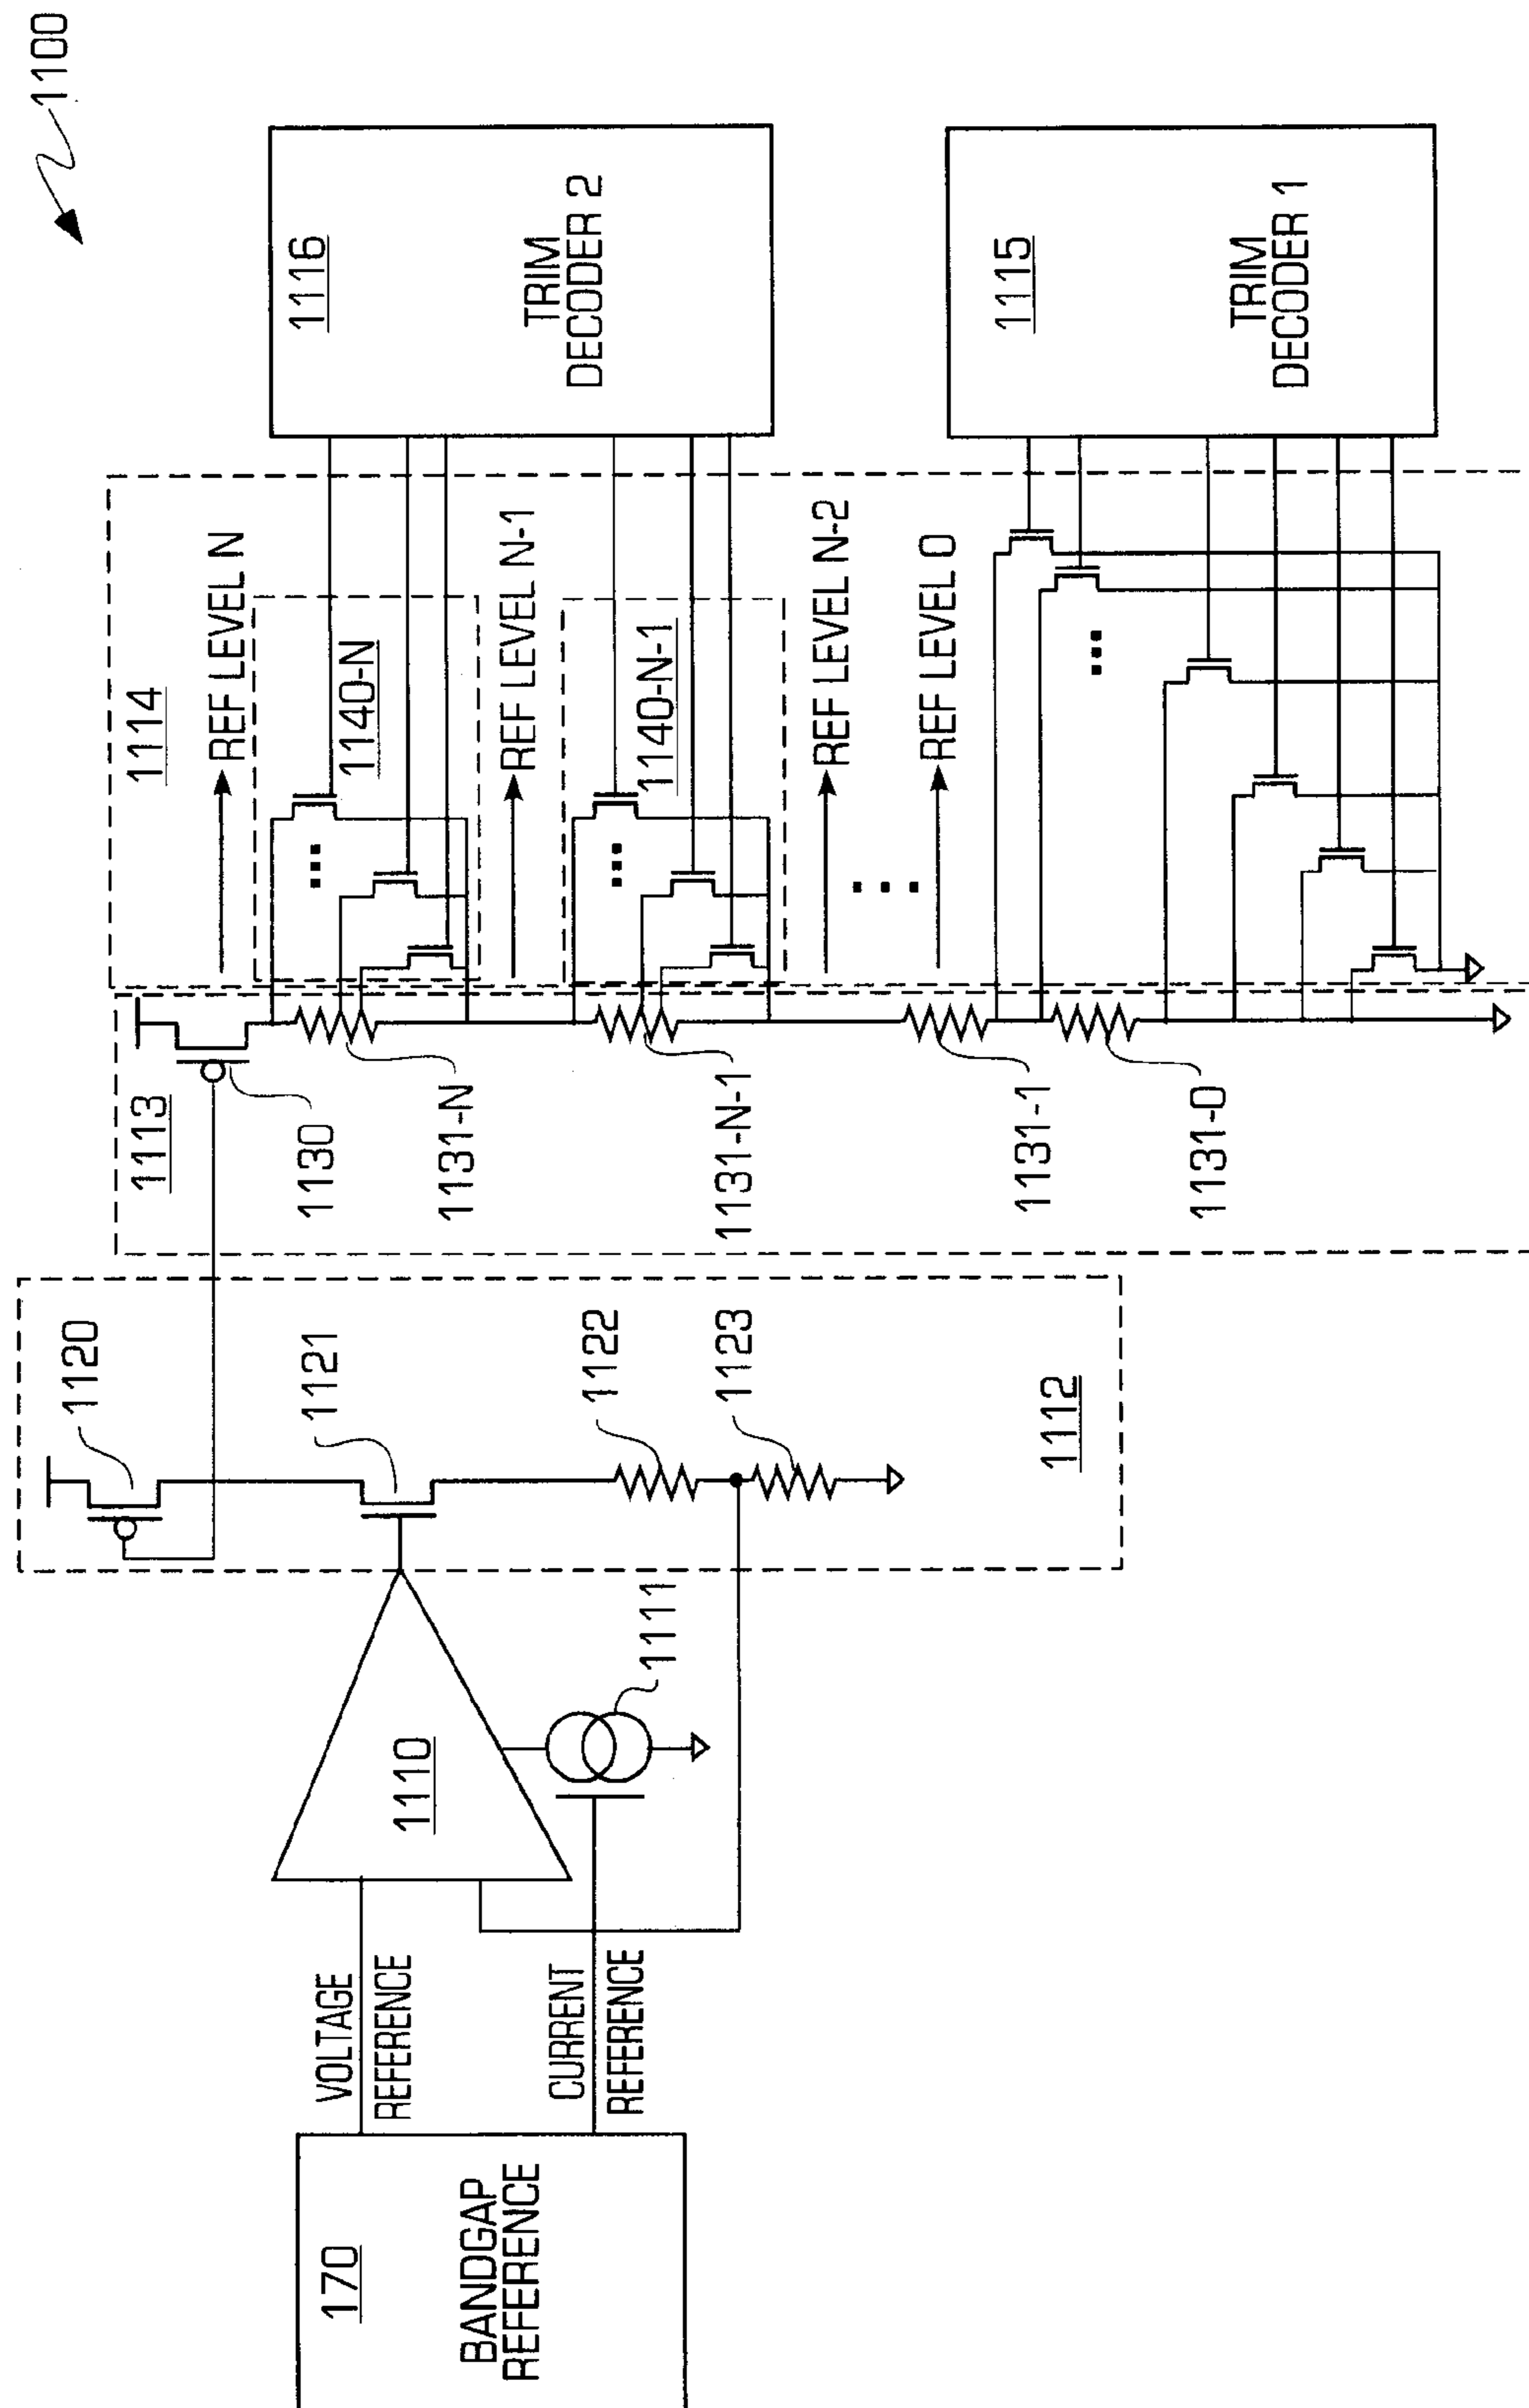 1100
1116
TRIM
DECODER 2
1115
TRIM
DECODER 1
1114
REF LEVEL N
1140-N
REF LEVEL N-1
1140-N-1
REF LEVEL N-2
REF LEVEL 0
1113
1130
1131-N
1131-N-1
1131-1
1131-0
1120
1121
1122
1123
1112
1110
1111
VOLTAGE
REFERENCE
CURRENT
REFERENCE
170
BANDGAP
REFERENCE